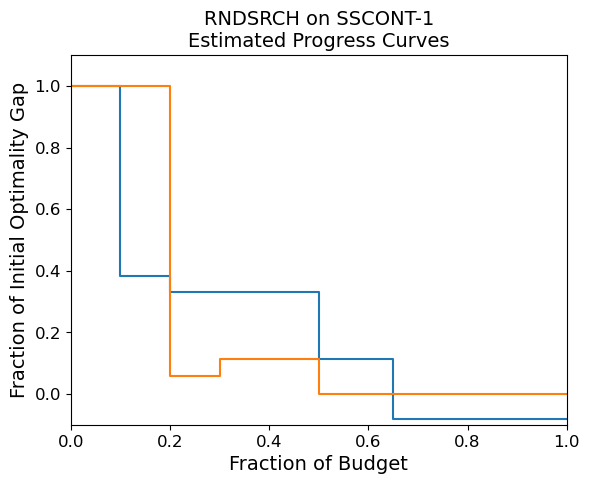 RNDSRCH on SSCONT-1
Estimated Progress Curves
Fraction of Initial Optimality Gap
1.0
0.8
0.6
0.4
0.2
0.0
0.0 0.2 0.4 0.6 0.8 1.0
Fraction of Budget